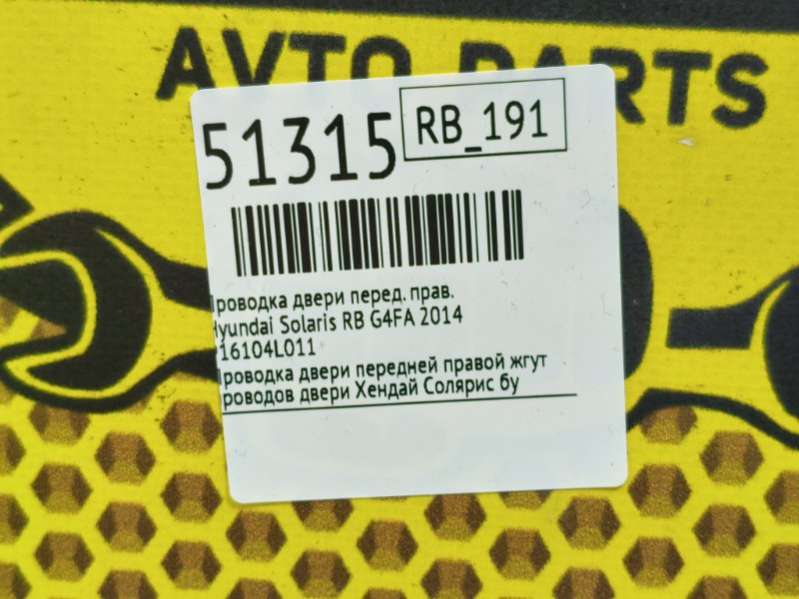 AVTO PARTS
51315
RB_191
роводка двери перед. прав.
yundai Solaris RB G4FA 2014
16104L011
роводка двери передней правой жгут
роводов двери Хендай Солярис бу